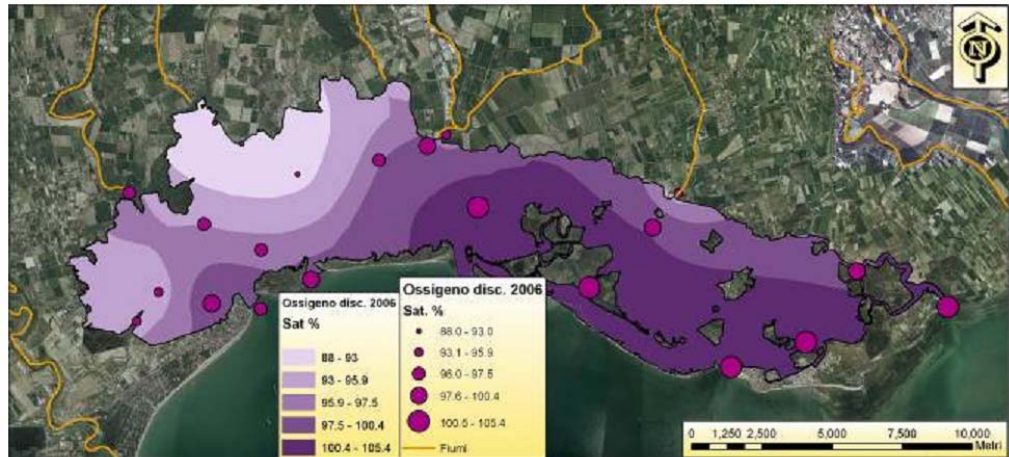 N
Ossigeno disc. 2006
Sat %
88 - 93
93 - 95.9
95.9 - 97.5
97.5 - 100.4
100.4 - 105.4
Ossigeno disc. 2006
Sat. %
88.0 - 93.0
93.1 - 95.9
96.0 - 97.5
97.6 - 100.4
100.5 - 105.4
Fiumi
0 1,250 2,500 5,000 7,500 10,000
Metri